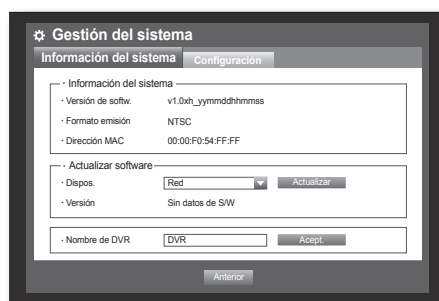 Gestión del sistema
Información del sistema Configuración
· Información del sistema
· Versión de softw. v1.0xh_yymmddhhmmss
· Formato emisión NTSC
· Dirección MAC 00:00:F0:54:FF:FF
· Actualizar software
· Dispos. Red Actualizar
· Versión Sin datos de S/W
· Nombre de DVR DVR Acept.
Anterior